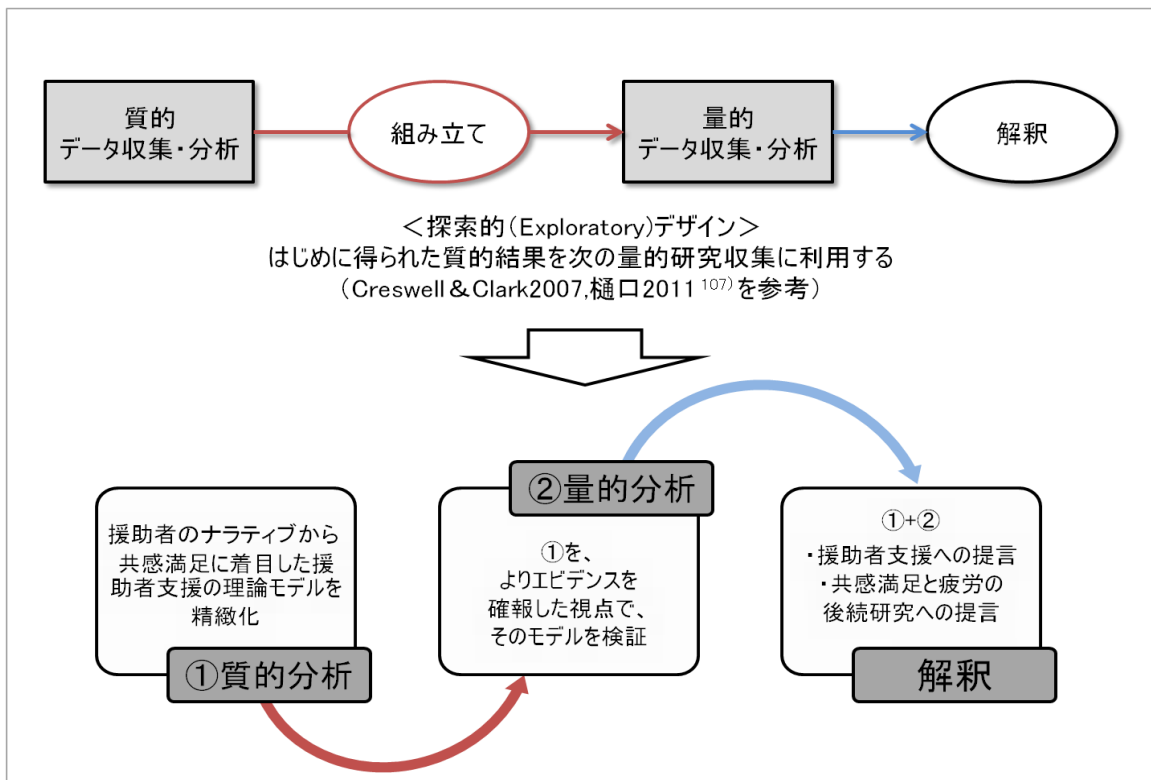 質的
データ収集・分析
組み立て
量的
データ収集・分析
解釈
＜探索的（Exploratory）デザイン＞
はじめに得られた質的結果を次の量的研究収集に利用する
（Creswell＆Clark2007,樋口2011 107)を参考）
援助者のナラティブから
共感満足に着目した援
助者支援の理論モデルを
精緻化
①質的分析
②量的分析
①を、
よりエビデンスを
確報した視点で、
そのモデルを検証
①+②
・援助者支援への提言
・共感満足と疲労の
後続研究への提言
解釈